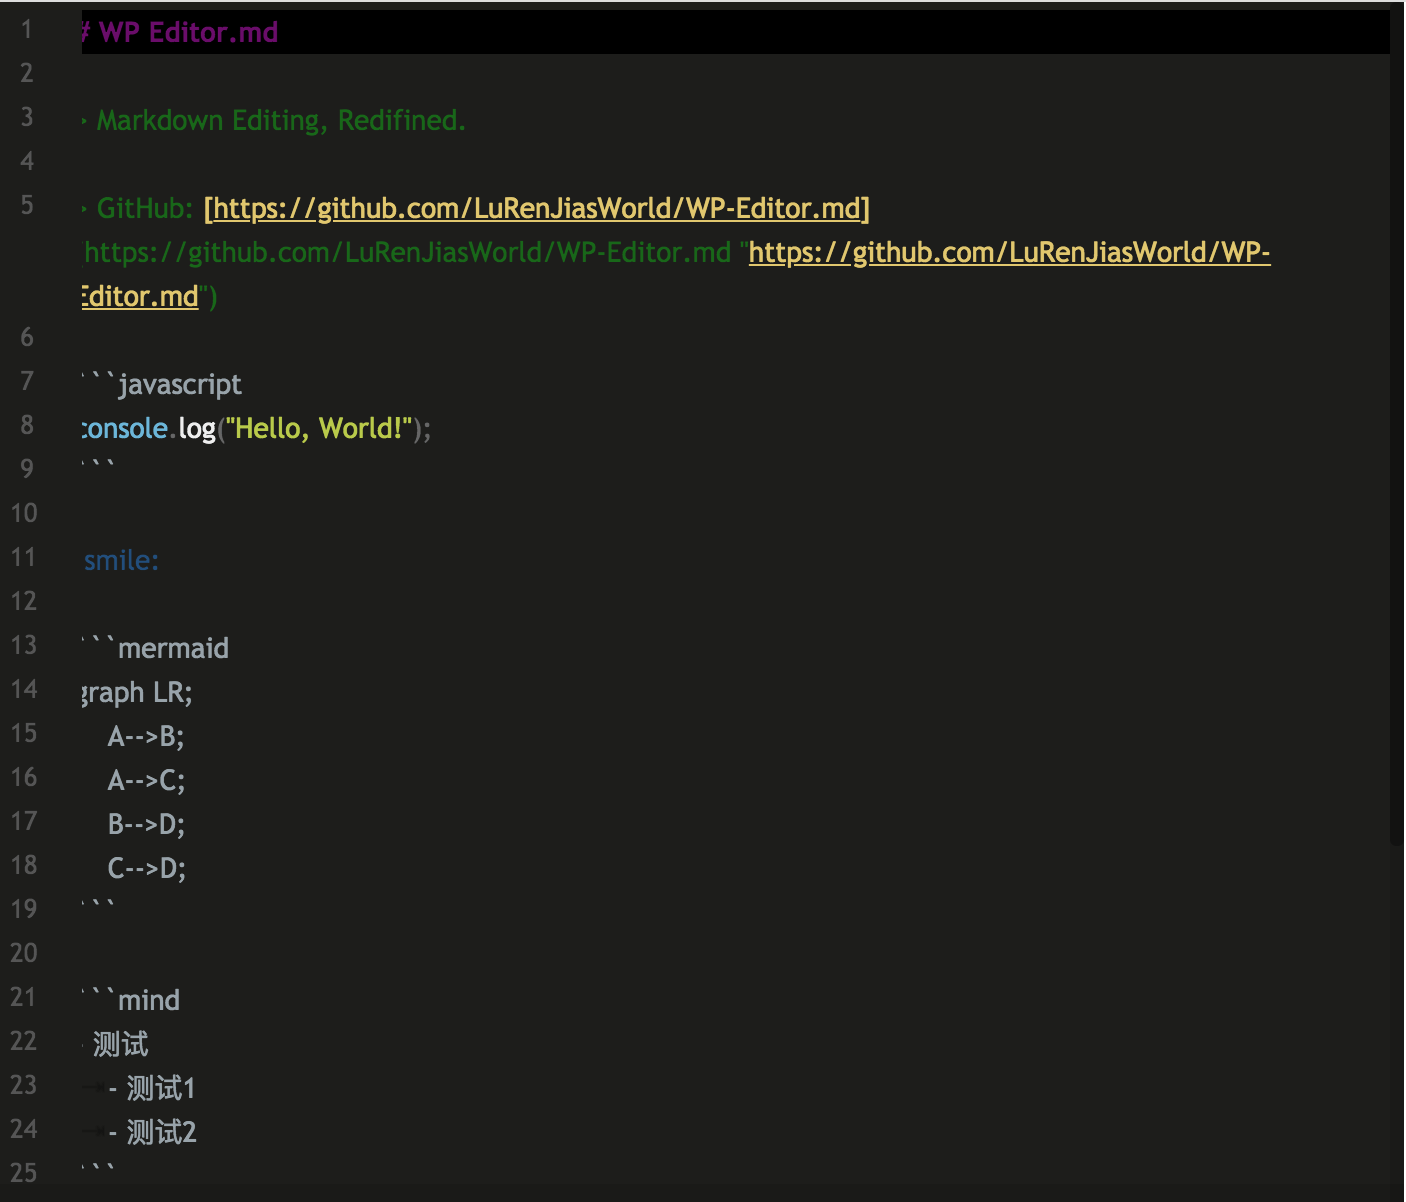 1 # WP Editor.md
2
3 > Markdown Editing, Redifined.
4
5 > GitHub: [https://github.com/LuRenJiasWorld/WP-Editor.md]
(https://github.com/LuRenJiasWorld/WP-Editor.md "https://github.com/LuRenJiasWorld/WP-
Editor.md")
6
7 ```javascript
8 console.log("Hello, World!");
9 ```
10
11 smile:
12
13 ```mermaid
14 graph LR;
15     A-->B;
16     A-->C;
17     B-->D;
18     C-->D;
19 ```
20
21 ```mind
22 - 测试
23     - 测试1
24     - 测试2
25 ```